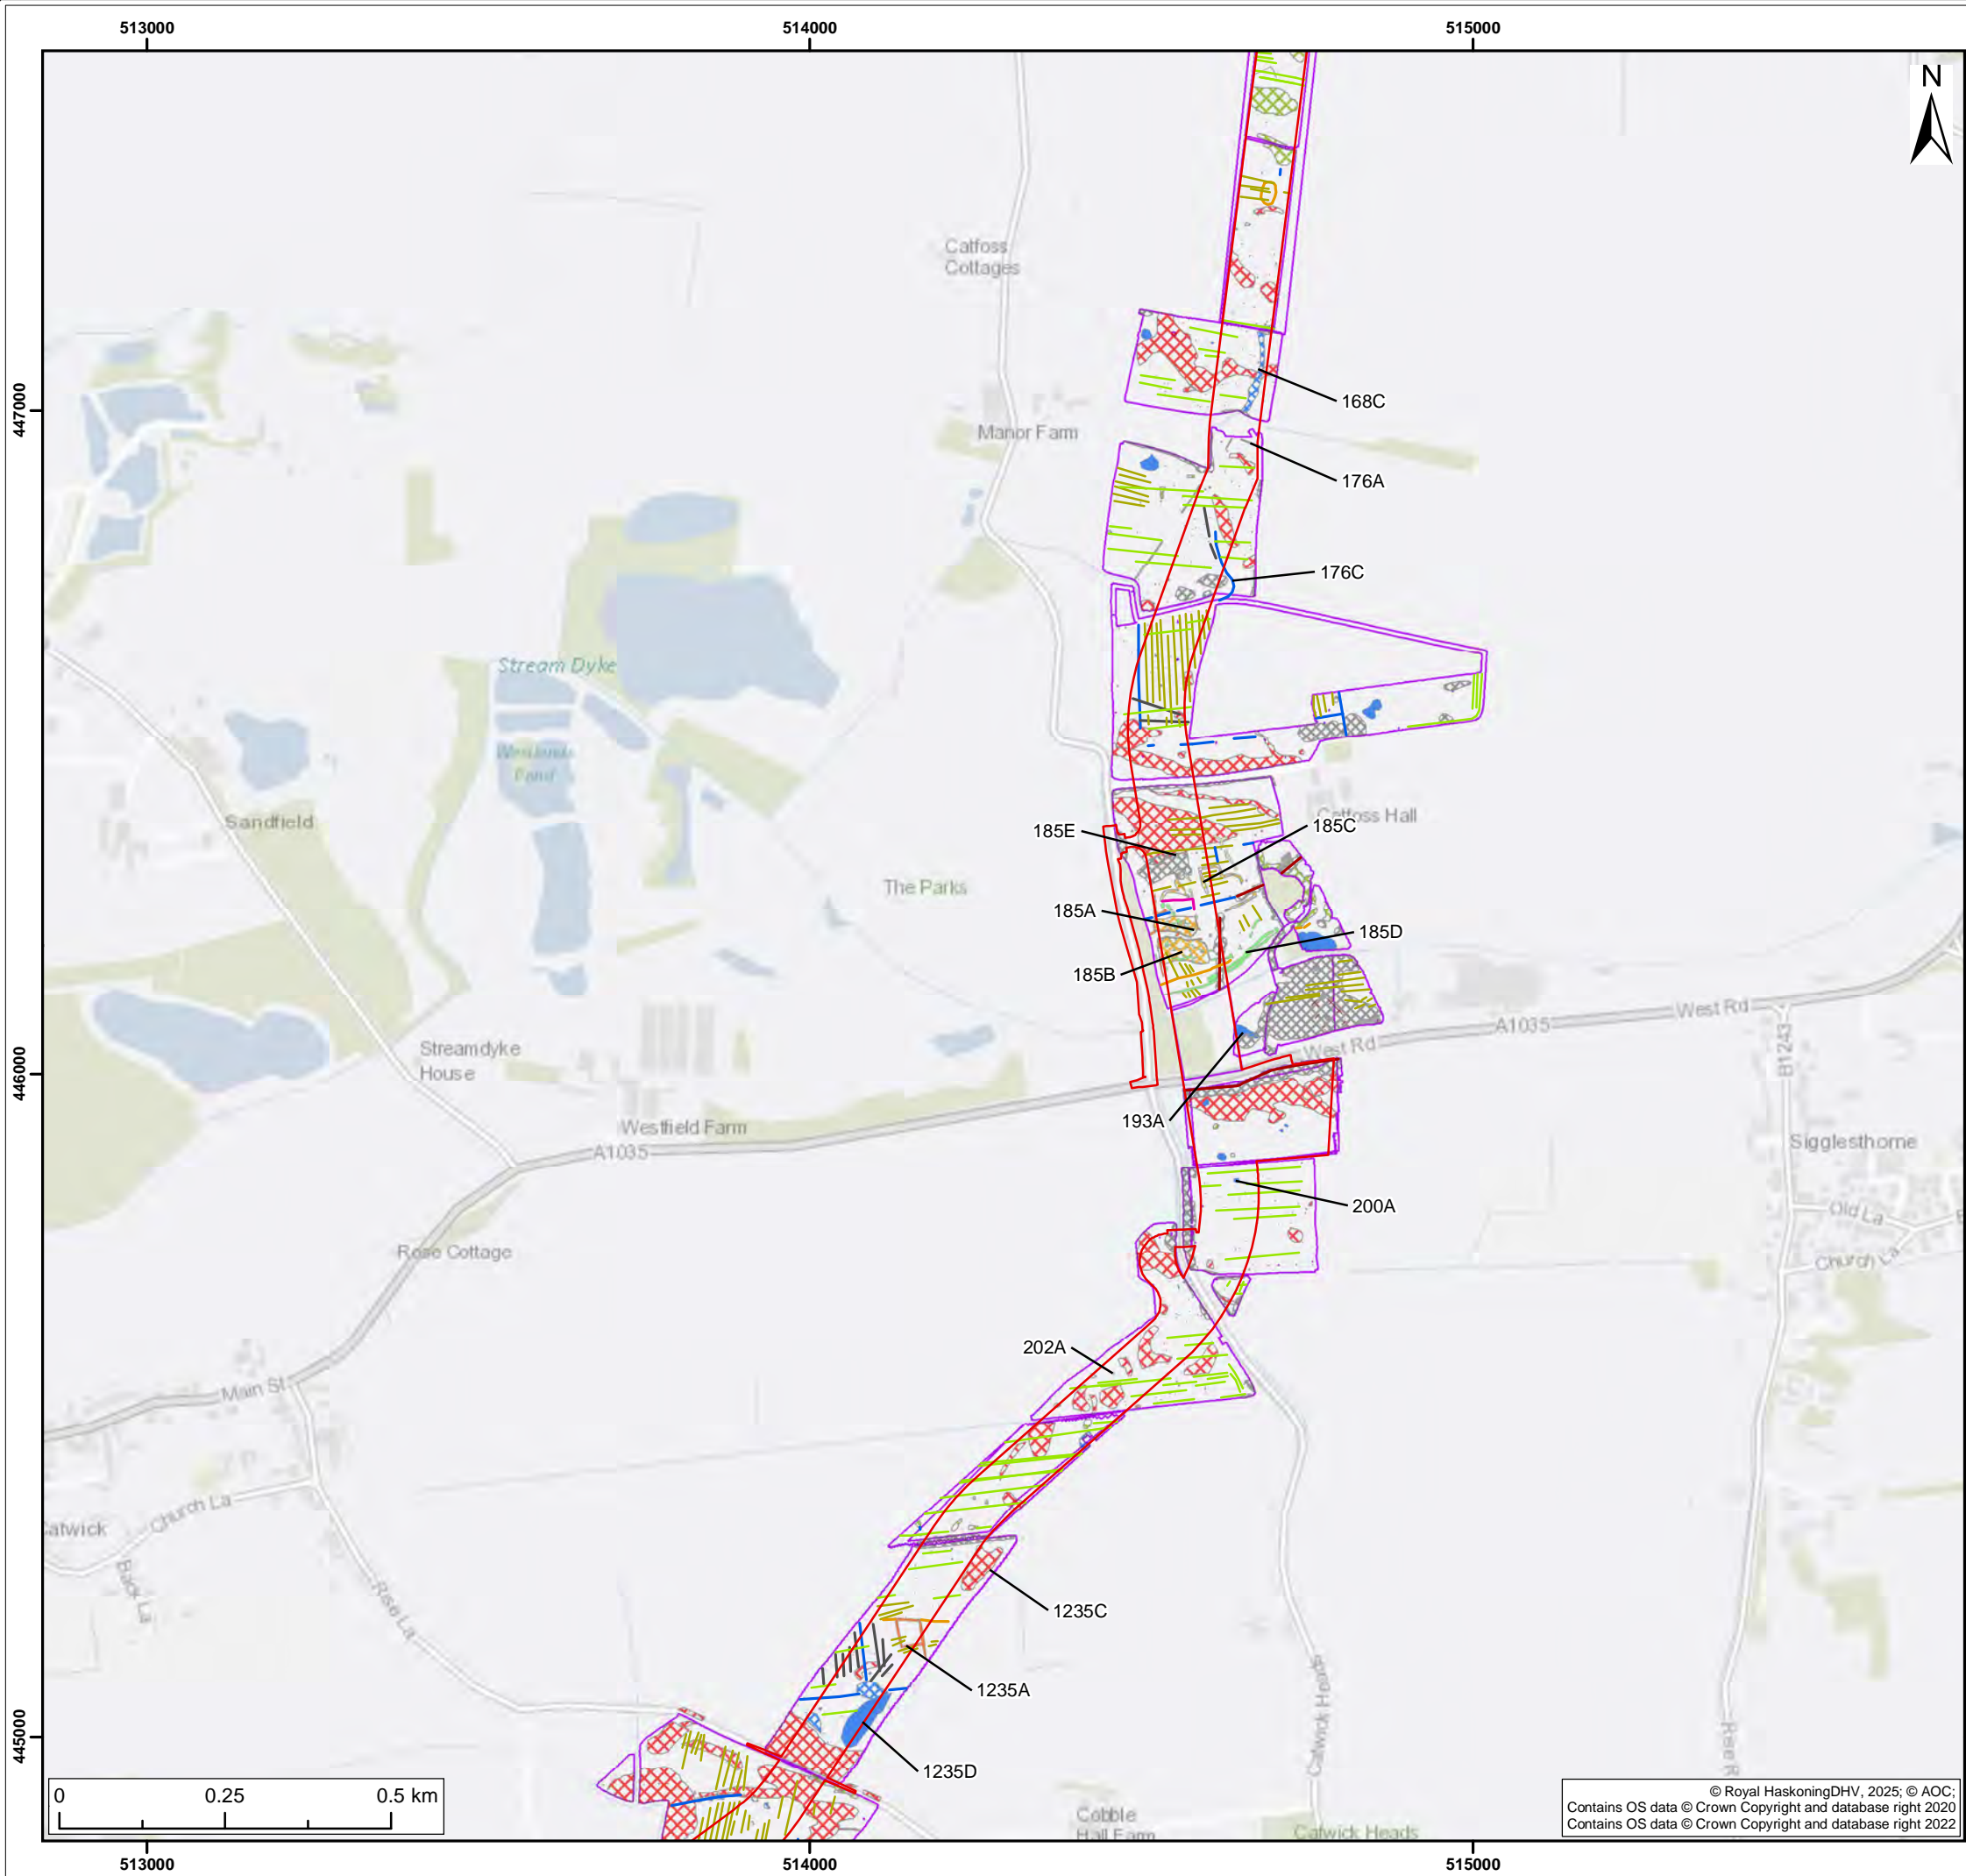 513000
514000
515000
N
Catfoss
Cottages
447000
168C
Manor Farm
176A
176C
Stream Dyke
Pond
Sandfield
Catfoss Hall
185C
185E
The Parks
185A
185D
185B
West Rd
A1035
West Rd
B1243
446000
Streamdyke
House
193A
Westfield Farm
A1035
Sigglesthorne
200A
Old La
Church La
Rose Cottage
202A
Main St
Catwick
Church La
Back La
Rise La
1235C
1235A
Catwick Heads
445000
1235D
0
0.25
0.5 km
Cobble
Hall Farm
Catwick Heads
© Royal HaskoningDHV, 2025; © AOC;
Contains OS data © Crown Copyright and database right 2020
Contains OS data © Crown Copyright and database right 2022
513000
514000
515000